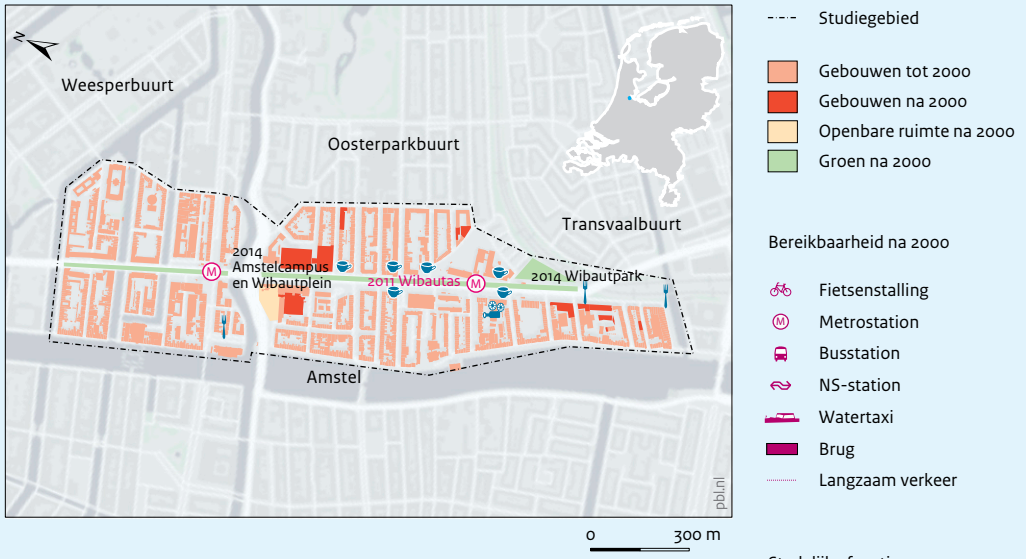 N
Weesperbuurt
Oosterparkbuurt
Transvaalbuurt
2014
Amstelcampus
en Wibautplein
M
2011 Wibautas
M
2014 Wibautpark
Amstel
pbl.nl
0 300 m
Studiegebied
Gebouwen tot 2000
Gebouwen na 2000
Openbare ruimte na 2000
Groen na 2000
Bereikbaarheid na 2000
Fietsenstalling
M Metrostation
Busstation
NS-station
Watertaxi
Brug
Langzaam verkeer